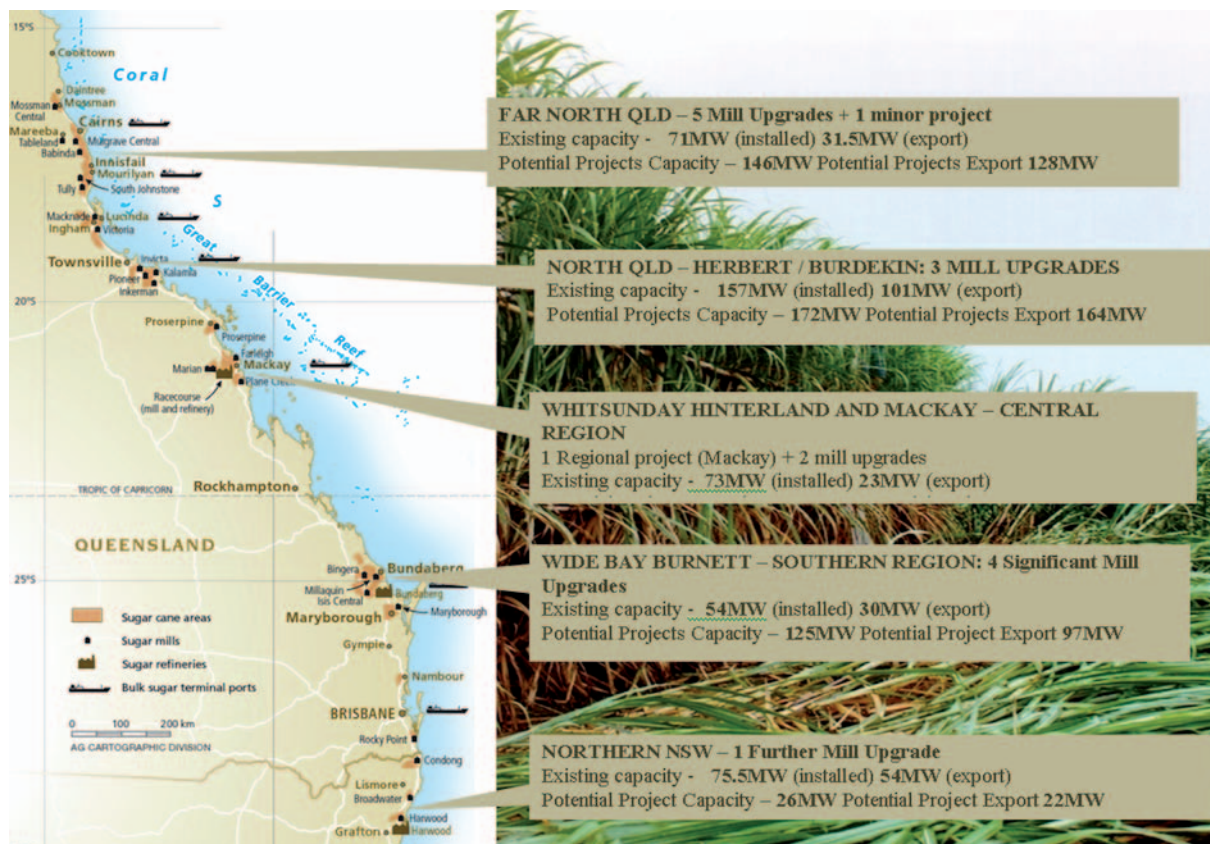 15°S
Cooktown
Coral
Daintree
Mossman
Mossman
Central
Cairns
Mareeba
Tableland
Mulgrave Central
Babinda
Innisfail
Mourilyan
South Johnstone
Tully
S
Macknade
Lucinda
Ingham
Victoria
Great
Barrier
Reef
Townsville
Invicta
Pioneer
Kalamia
Inkerman
20°S
Proserpine
Proserpine
Farleigh
Mackay
Marian
Plane Creek
Racecourse
(mill and refinery)
Rockhampton
TROPIC OF CAPRICORN
QUEENSLAND
25°S
Bingera
Bundaberg
Millaquin
Isis Central
Bundaberg
Maryborough
Maryborough
Gympie
Nambour
BRISBANE
Rocky Point
Condong
Lismore
Broadwater
Harwood
Harwood
Grafton
Sugar cane areas
Sugar mills
Sugar refineries
Bulk sugar terminal ports
0 100 200 km
AG CARTOGRAPHIC DIVISION
FAR NORTH QLD – 5 Mill Upgrades + 1 minor project
Existing capacity - 71MW (installed) 31.5MW (export)
Potential Projects Capacity – 146MW Potential Projects Export 128MW
NORTH QLD – HERBERT / BURDEKIN: 3 MILL UPGRADES
Existing capacity - 157MW (installed) 101MW (export)
Potential Projects Capacity – 172MW Potential Projects Export 164MW
WHITSUNDAY HINTERLAND AND MACKAY – CENTRAL
REGION
1 Regional project (Mackay) + 2 mill upgrades
Existing capacity - 73MW (installed) 23MW (export)
WIDE BAY BURNETT – SOUTHERN REGION: 4 Significant Mill
Upgrades
Existing capacity - 54MW (installed) 30MW (export)
Potential Projects Capacity – 125MW Potential Project Export 97MW
NORTHERN NSW – 1 Further Mill Upgrade
Existing capacity - 75.5MW (installed) 54MW (export)
Potential Project Capacity – 26MW Potential Project Export 22MW